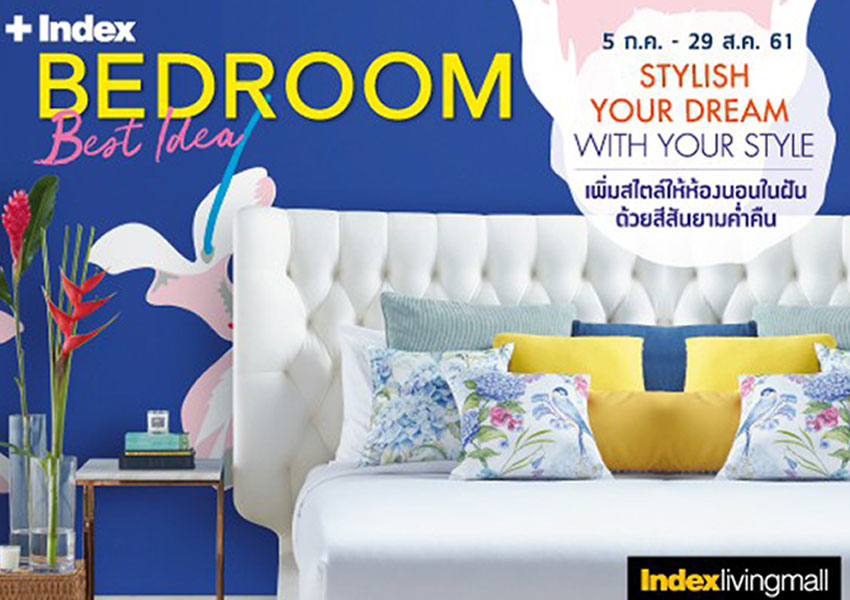 + Index
BEDROOM
Best Idea
5 ก.ค. - 29 ส.ค. 61
STYLISH
YOUR DREAM
WITH YOUR STYLE
เพิ่มสไตล์ให้ห้องนอนในฝัน
ด้วยสีสันยามค่ำคืน
Indexlivingmall